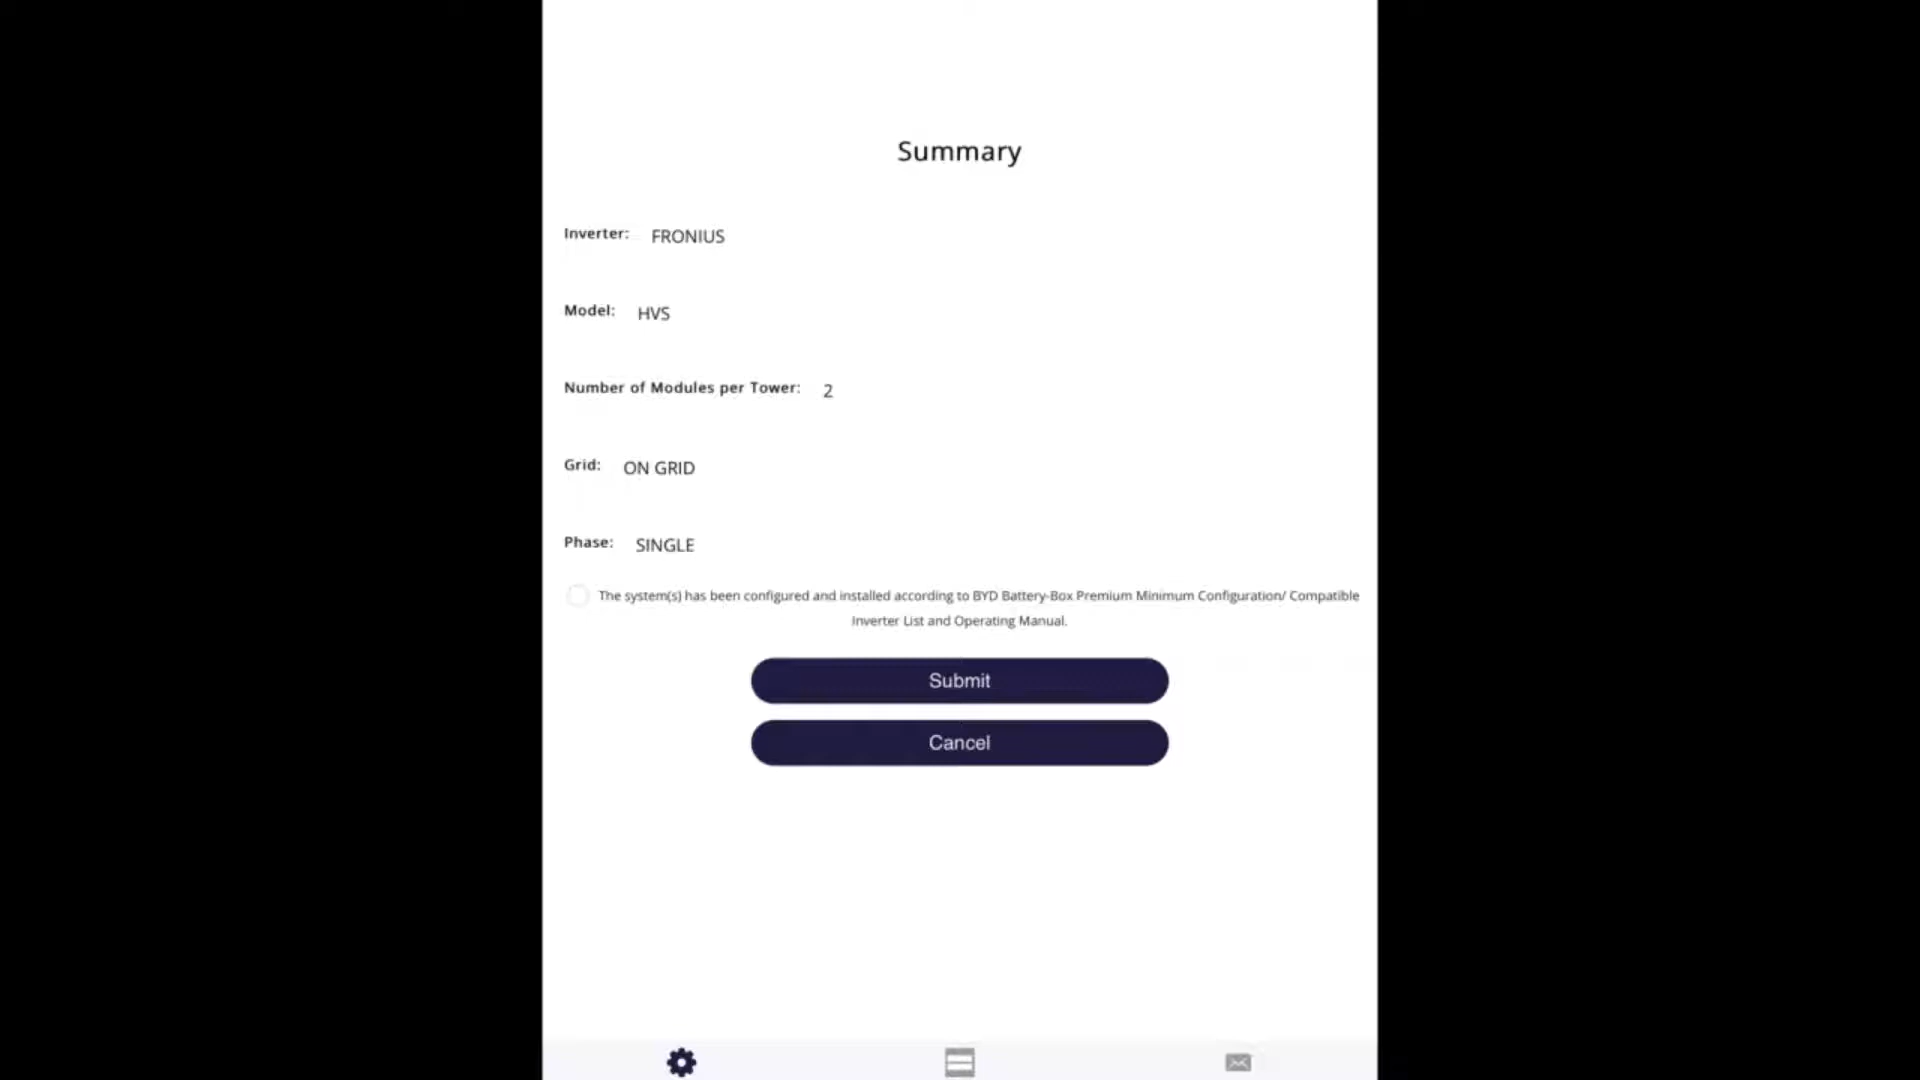 Summary
Inverter: FRONIUS
Model: HVS
Number of Modules per Tower: 2
Grid: ON GRID
Phase: SINGLE
The system(s) has been configured and installed according to BYD Battery-Box Premium Minimum Configuration/ Compatible
Inverter List and Operating Manual.
Submit
Cancel